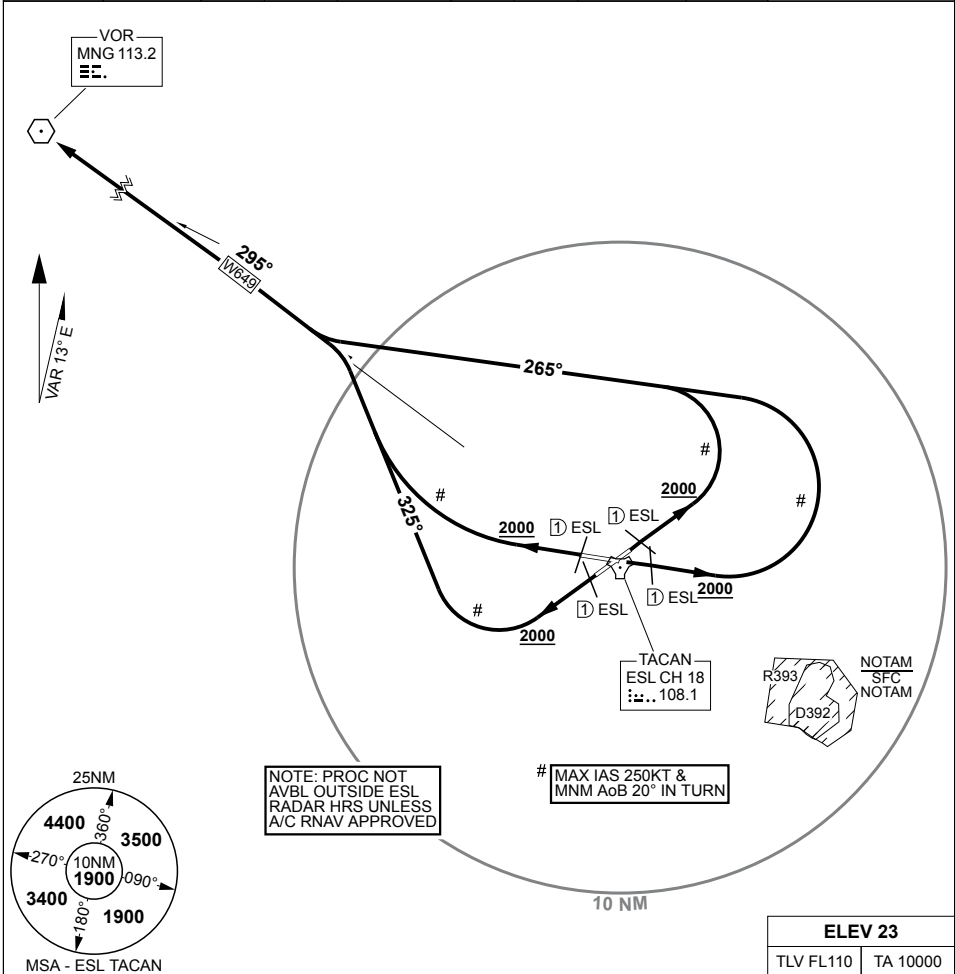 VOR
MNG 113.2
VAR 13° E
295°
W649
265°
#
#
#
#
325°
2000
2000
2000
2000
1 ESL
1 ESL
1 ESL
1 ESL
TACAN
ESL CH 18
108.1
R393
D392
NOTAM
SFC
NOTAM
NOTE: PROC NOT
AVBL OUTSIDE ESL
RADAR HRS UNLESS
A/C RNAV APPROVED
# MAX IAS 250KT &
MNM AoB 20° IN TURN
10 NM
25NM
4400
360°
3500
270°
10NM
1900
090°
3400
180°
1900
MSA - ESL TACAN
ELEV 23
TLV FL110
TA 10000